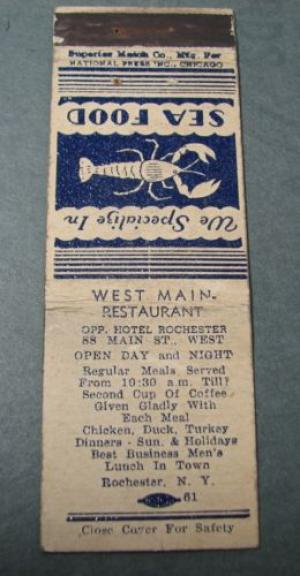 Superior Match Co., Mfg. For
NATIONAL PRESS INC., CHICAGO
We Specialize In
SEA FOOD
WEST MAIN-
RESTAURANT
OPP. HOTEL ROCHESTER
88 MAIN ST., WEST
OPEN DAY and NIGHT
Regular Meals Served
From 10:30 a.m. Till?
Second Cup Of Coffee
Given Gladly With
Each Meal
Chicken, Duck, Turkey
Dinners - Sun. & Holidays
Best Business Men's
Lunch In Town
Rochester, N. Y.
61
Close Cover For Safety